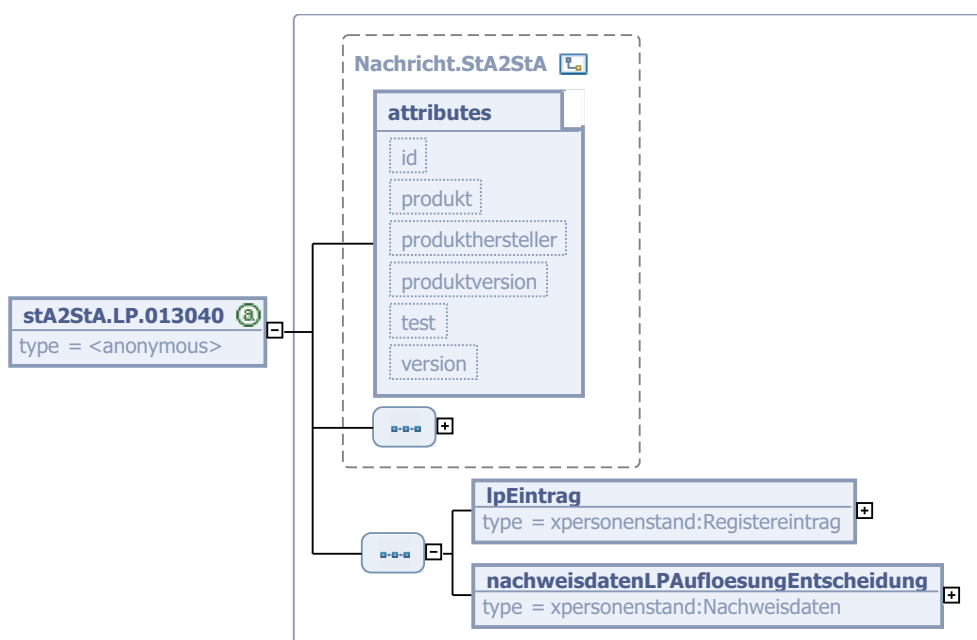 Nachricht.StA2StA
attributes
id
produkt
produkthersteller
produktversion
test
version
stA2StA.LP.013040 @
type = <anonymous>
lpEintrag
type = xpersonenstand:Registereintrag
nachweisdatenLPAufloesungEntscheidung
type = xpersonenstand:Nachweisdaten